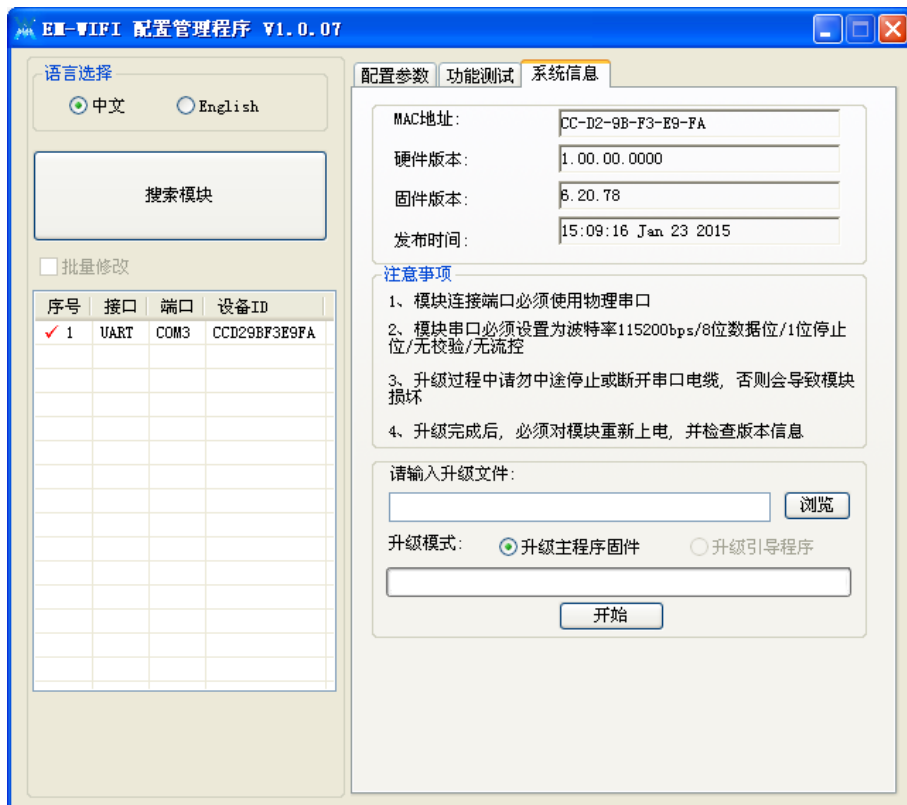 EM-WIFI 配置管理程序 V1.0.07
语言选择
中文 English
搜索模块
批量修改
序号 接口 端口 设备ID
1 UART COM3 CCD29BF3E9FA
配置参数 功能测试 系统信息
MAC地址: CC-D2-9B-F3-E9-FA
硬件版本: 1.00.00.0000
固件版本: 6.20.78
发布时间: 15:09:16 Jan 23 2015
注意事项
1、模块连接端口必须使用物理串口
2、模块串口必须设置为波特率115200bps/8位数据位/1位停止
位/无校验/无流控
3、升级过程中请勿中途停止或断开串口电缆, 否则会导致模块
损坏
4、升级完成后, 必须对模块重新上电, 并检查版本信息
请输入升级文件:
浏览
升级模式: 升级主程序固件 升级引导程序
开始